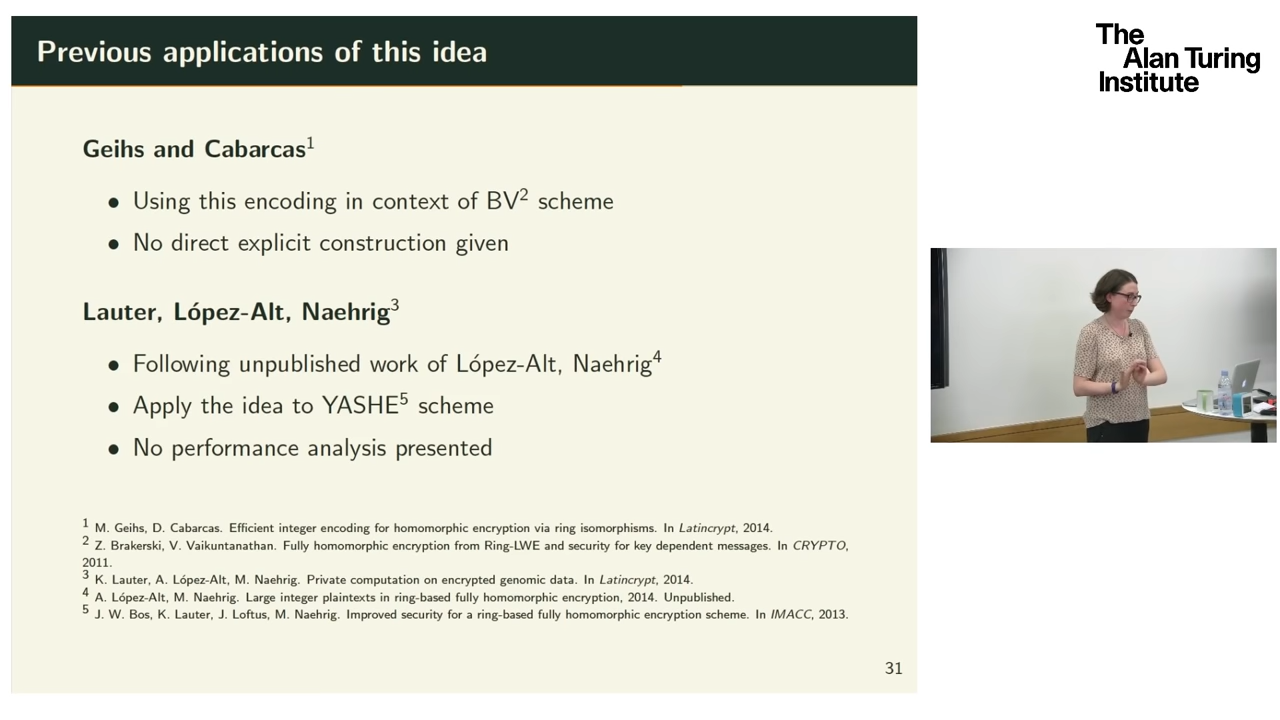 Previous applications of this idea
The
Alan Turing
Institute
Geihs and Cabarcas1
• Using this encoding in context of BV2 scheme
• No direct explicit construction given
Lauter, López-Alt, Naehrig3
• Following unpublished work of López-Alt, Naehrig4
• Apply the idea to YASHE5 scheme
• No performance analysis presented
1 M. Geihs, D. Cabarcas. Efficient integer encoding for homomorphic encryption via ring isomorphisms. In Latincrypt, 2014.
2 Z. Brakerski, V. Vaikuntanathan. Fully homomorphic encryption from Ring-LWE and security for key dependent messages. In CRYPTO,
2011.
3 K. Lauter, A. López-Alt, M. Naehrig. Private computation on encrypted genomic data. In Latincrypt, 2014.
4 A. López-Alt, M. Naehrig. Large integer plaintexts in ring-based fully homomorphic encryption, 2014. Unpublished.
5 J. W. Bos, K. Lauter, J. Loftus, M. Naehrig. Improved security for a ring-based fully homomorphic encryption scheme. In IMACC, 2013.
31